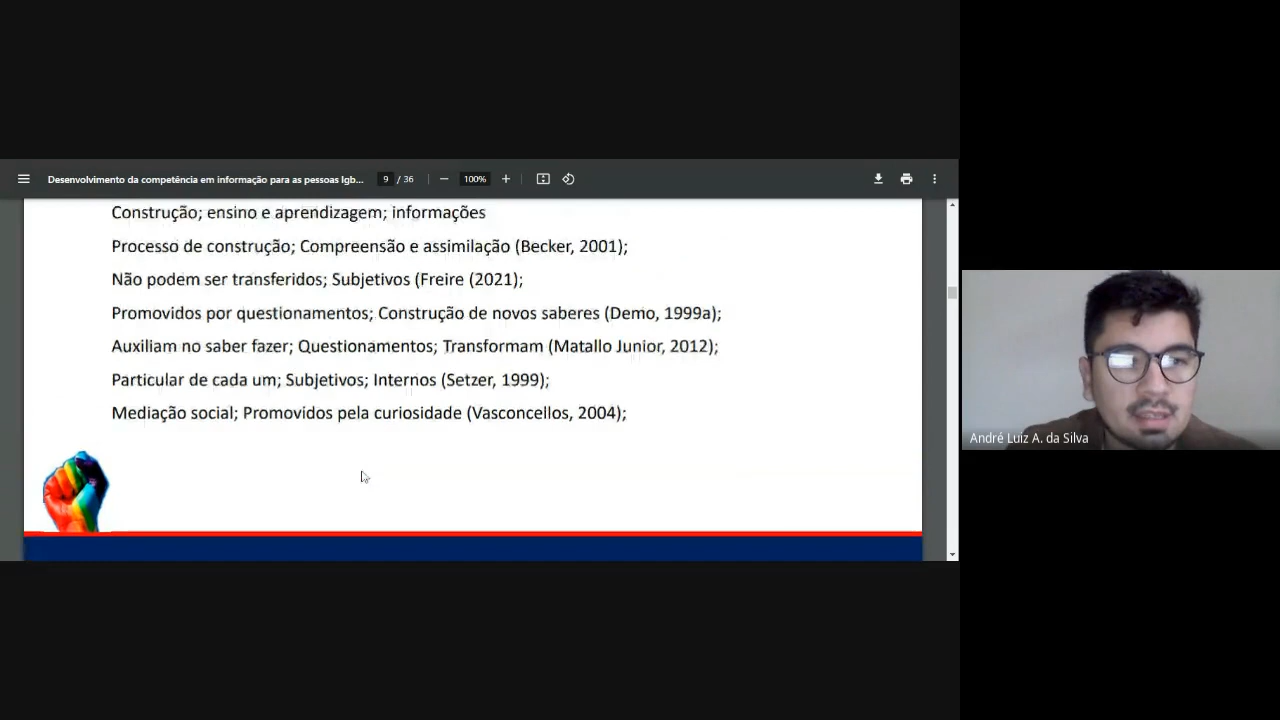 Desenvolvimento da competência em informação para as pessoas lgb... 9 / 36 100%
Construção; ensino e aprendizagem; informações
Processo de construção; Compreensão e assimilação (Becker, 2001);
Não podem ser transferidos; Subjetivos (Freire (2021);
Promovidos por questionamentos; Construção de novos saberes (Demo, 1999a);
Auxiliam no saber fazer; Questionamentos; Transformam (Matallo Junior, 2012);
Particular de cada um; Subjetivos; Internos (Setzer, 1999);
Mediação social; Promovidos pela curiosidade (Vasconcellos, 2004);
André Luiz A. da Silva